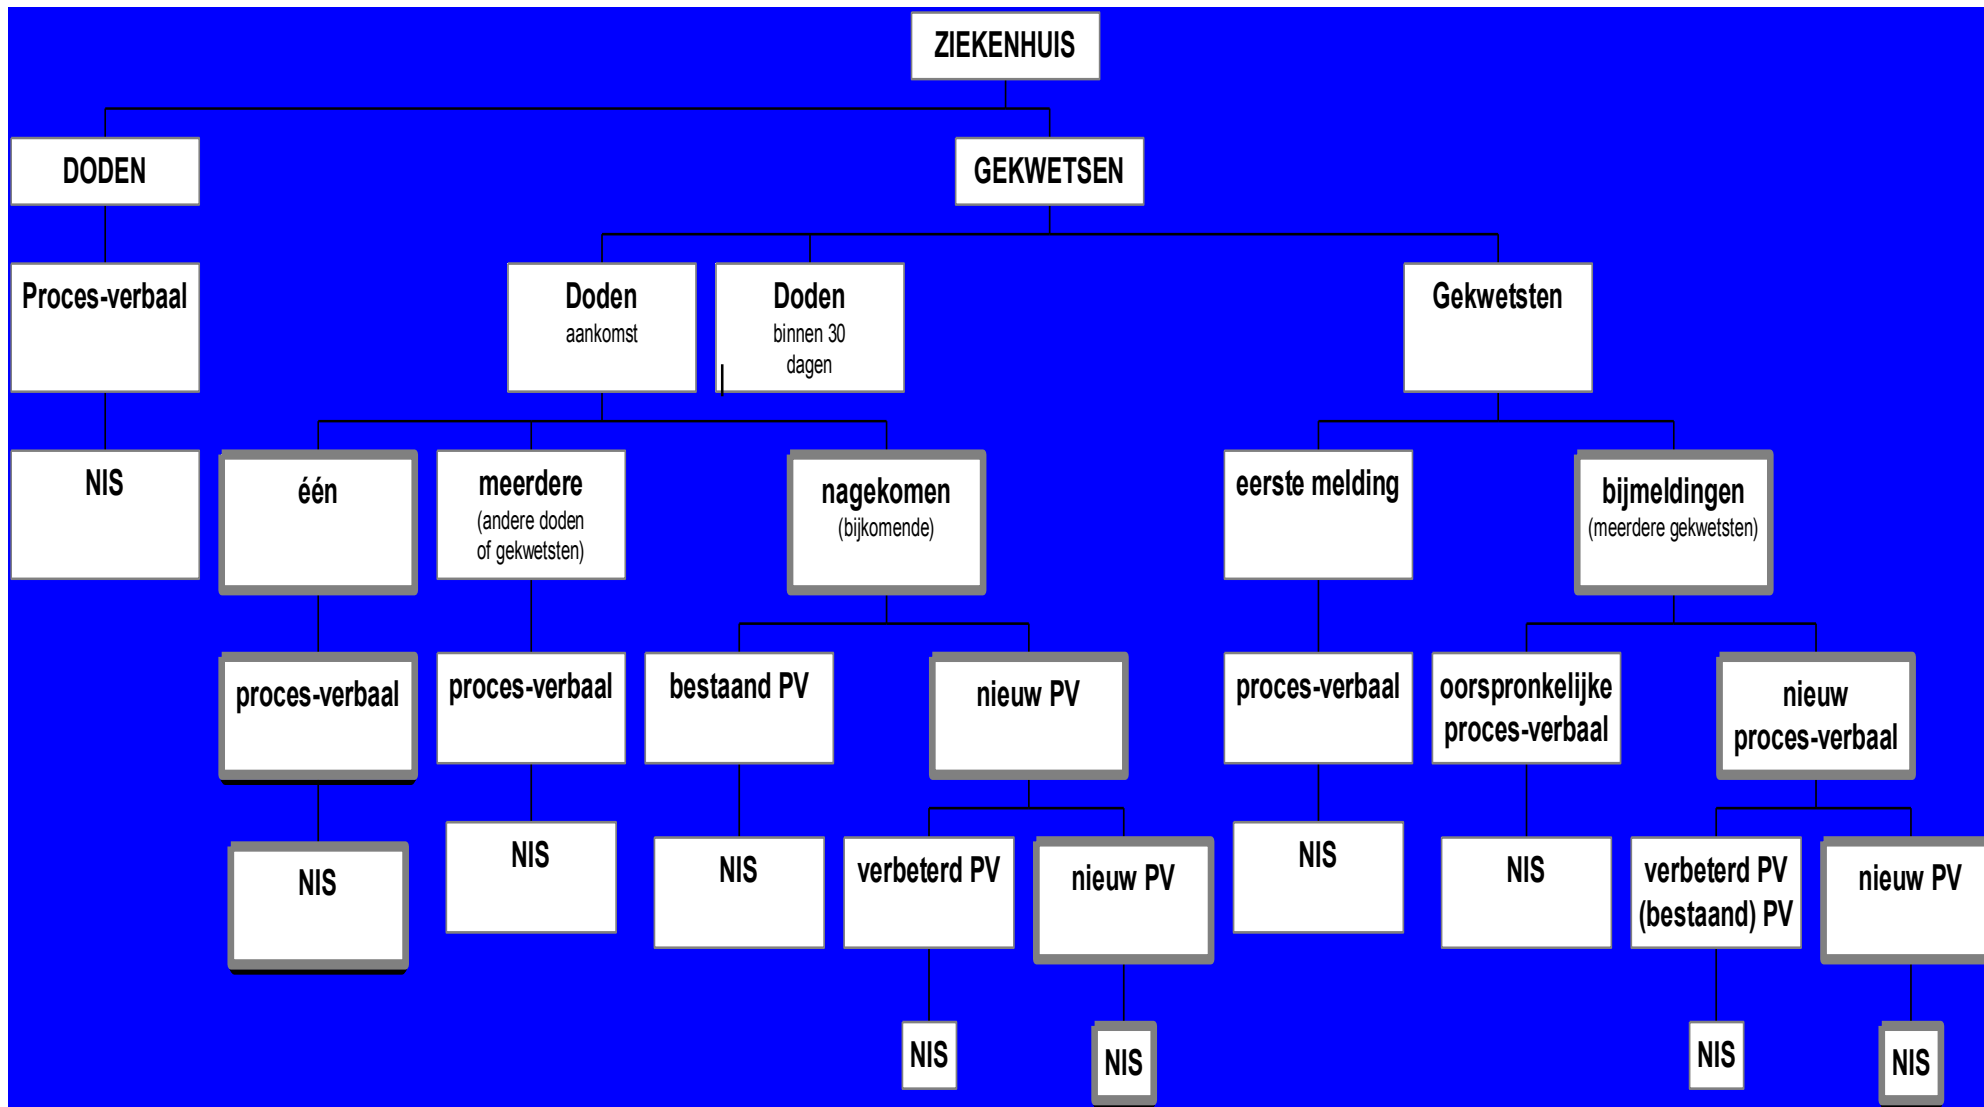 ZIEKENHUIS
DODEN
GEKWETSEN
Proces-verbaal
Doden
aankomst
Doden
binnen 30
dagen
Gekwetsten
NIS
één
meerdere
(andere doden
of gekwetsten)
nagekomen
(bijkomende)
eerste melding
bijmeldingen
(meerdere gekwetsten)
proces-verbaal
proces-verbaal
bestaand PV
nieuw PV
proces-verbaal
oorspronkelijke
proces-verbaal
nieuw
proces-verbaal
NIS
NIS
NIS
verbeterd PV
nieuw PV
NIS
NIS
verbeterd PV
(bestaand) PV
nieuw PV
NIS
NIS
NIS
NIS